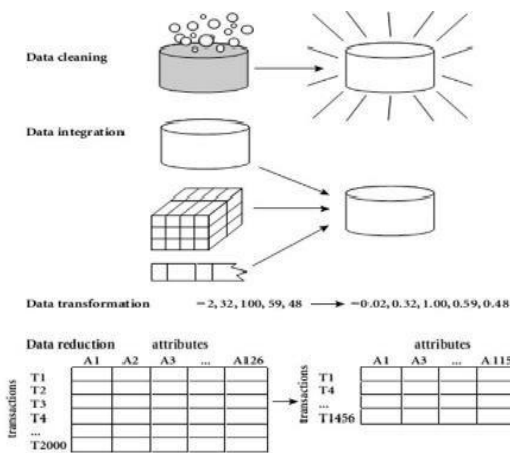 Data cleaning
Data integration
Data transformation −2, 32, 100, 59, 48 −0.02, 0.32, 1.00, 0.59, 0.48
Data reduction attributes attributes
A1 A2 A3 ... A126 A1 A3 ... A115
transactions transactions
T1 T1
T2 T4
T3 ...
T4 T1456
...
T2000